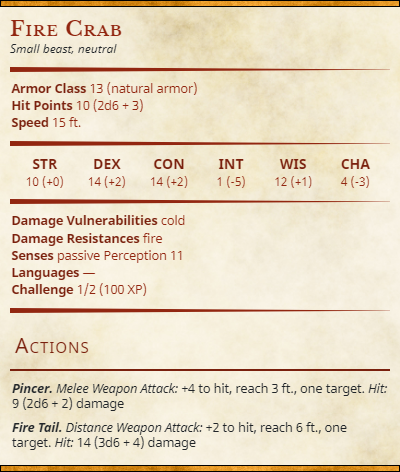 Fire Crab
Small beast, neutral
Armor Class 13 (natural armor)
Hit Points 10 (2d6 + 3)
Speed 15 ft.
STR DEX CON INT WIS CHA
10 (+0) 14 (+2) 14 (+2) 1 (-5) 12 (+1) 4 (-3)
Damage Vulnerabilities cold
Damage Resistances fire
Senses passive Perception 11
Languages —
Challenge 1/2 (100 XP)
Actions
Pincer. Melee Weapon Attack: +4 to hit, reach 3 ft., one target. Hit:
9 (2d6 + 2) damage
Fire Tail. Distance Weapon Attack: +2 to hit, reach 6 ft., one
target. Hit: 14 (3d6 + 4) damage